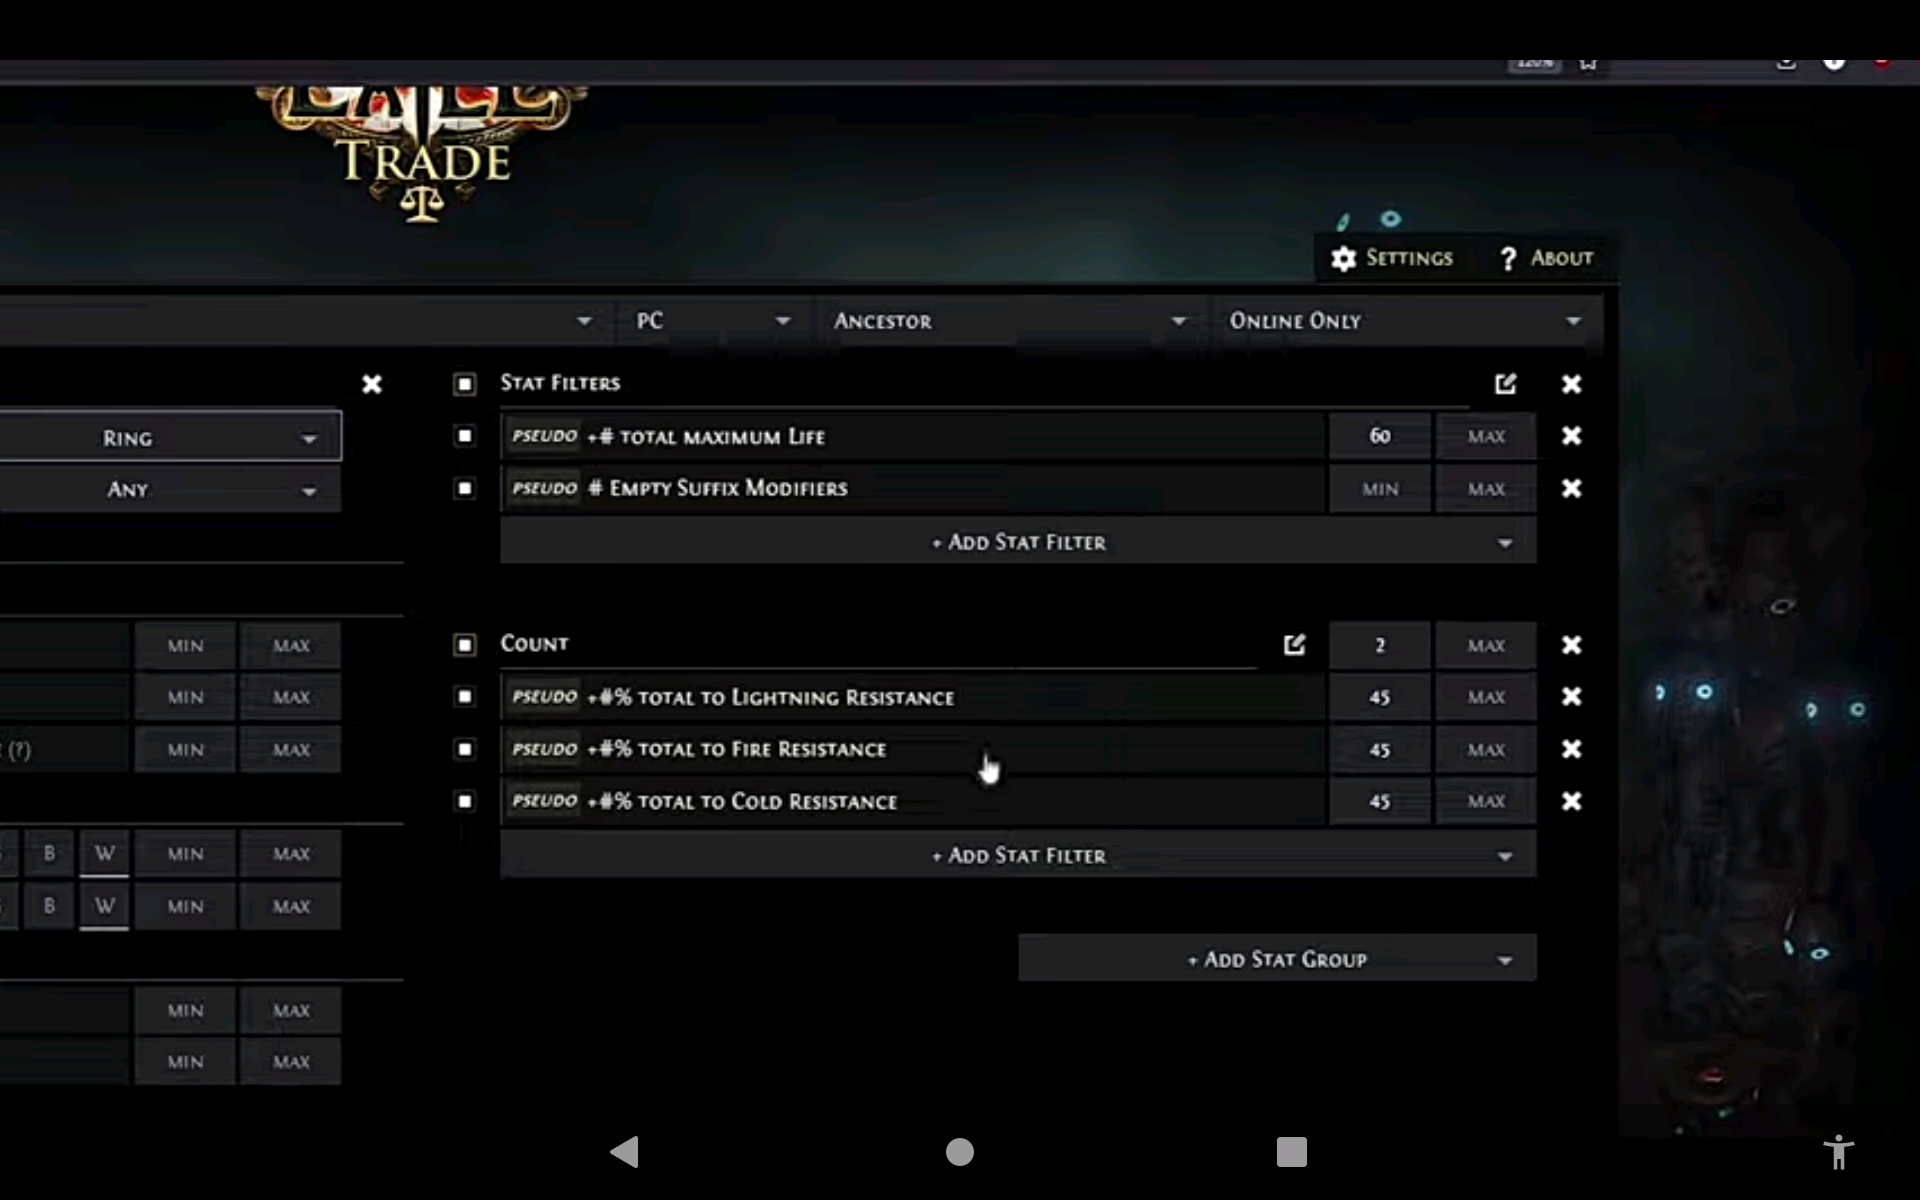 120%
TRADE
SETTINGS
? ABOUT
PC
ANCESTOR
ONLINE ONLY
STAT FILTERS
RING
PSEUDO +# TOTAL MAXIMUM LIFE 60 MAX
ANY
PSEUDO # EMPTY SUFFIX MODIFIERS MIN MAX
+ ADD STAT FILTER
MIN MAX
COUNT 2 MAX
MIN MAX
PSEUDO +#% TOTAL TO LIGHTNING RESISTANCE 45 MAX
(?) MIN MAX
PSEUDO +#% TOTAL TO FIRE RESISTANCE 45 MAX
PSEUDO +#% TOTAL TO COLD RESISTANCE 45 MAX
B W MIN MAX
+ ADD STAT FILTER
B W MIN MAX
+ ADD STAT GROUP
MIN MAX
MIN MAX